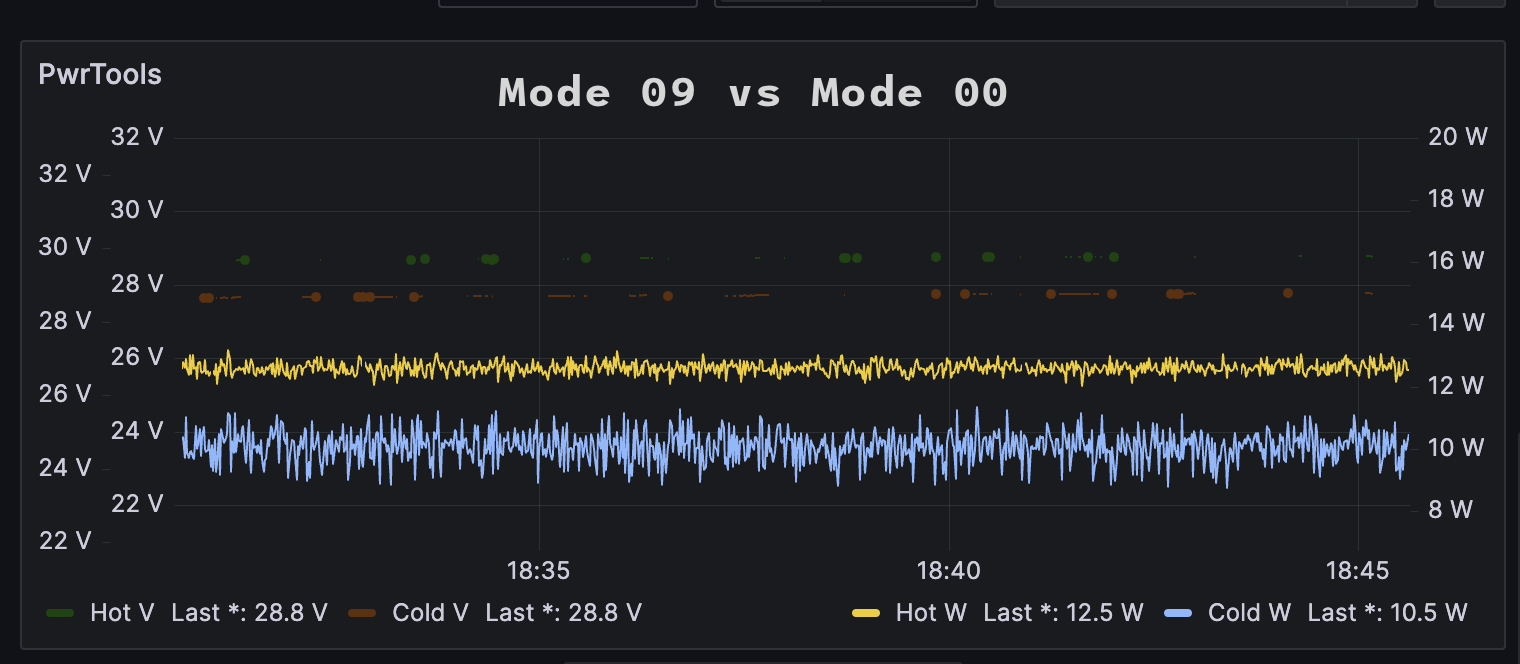 PwrTools
Mode 09 vs Mode 00
32 V
32 V
30 V
30 V
28 V
28 V
26 V
26 V
24 V
24 V
22 V
22 V
20 W
18 W
16 W
14 W
12 W
10 W
8 W
18:35 18:40 18:45
Hot V Last *: 28.8 V Cold V Last *: 28.8 V Hot W Last *: 12.5 W Cold W Last *: 10.5 W